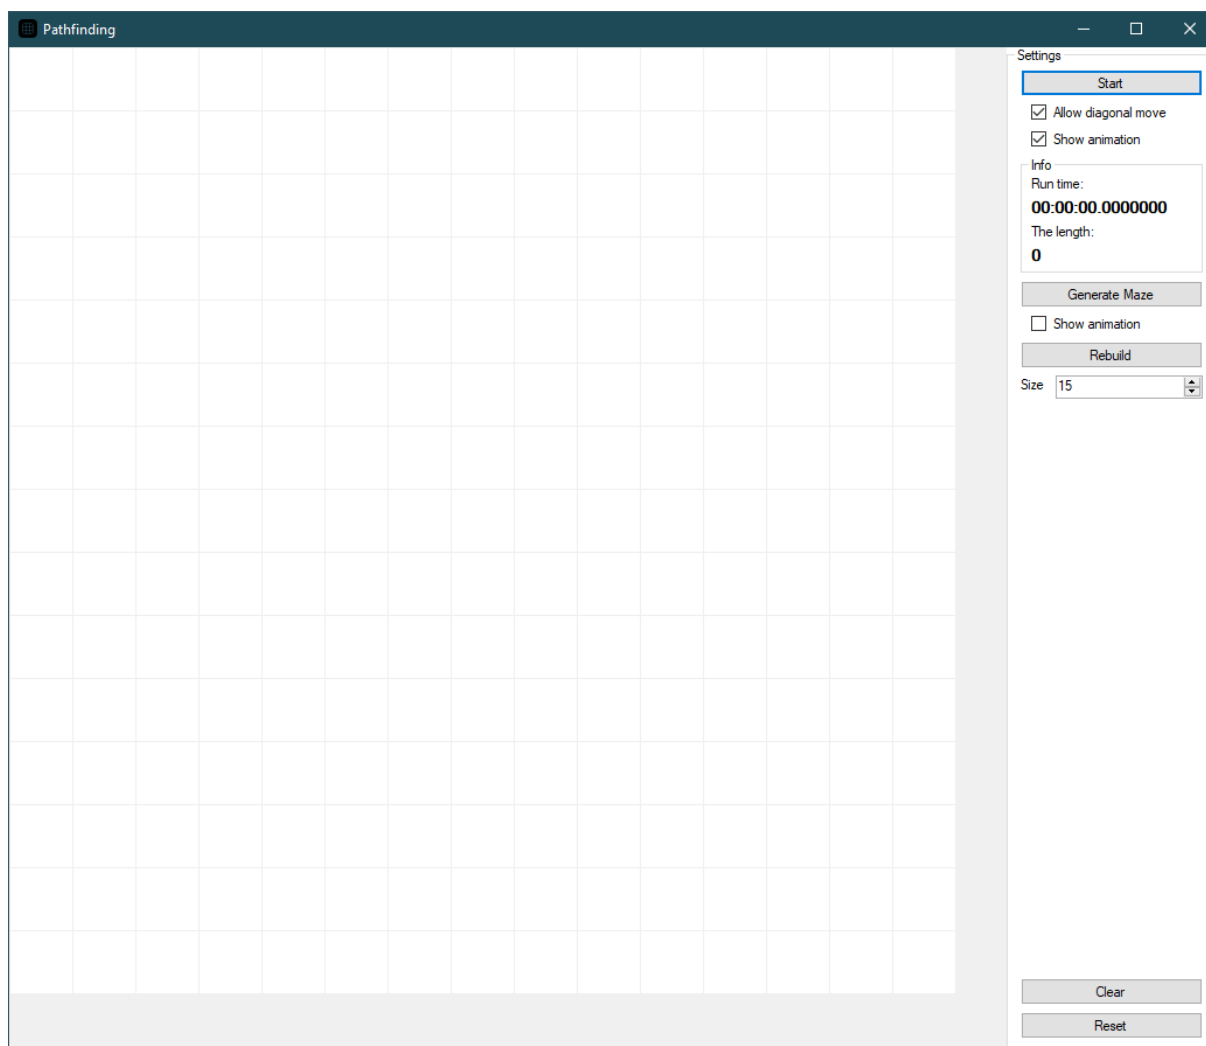 Pathfinding
Settings
Start
Allow diagonal move
Show animation
Info
Run time:
00:00:00.0000000
The length:
0
Generate Maze
Show animation
Rebuild
Size 15
Clear
Reset